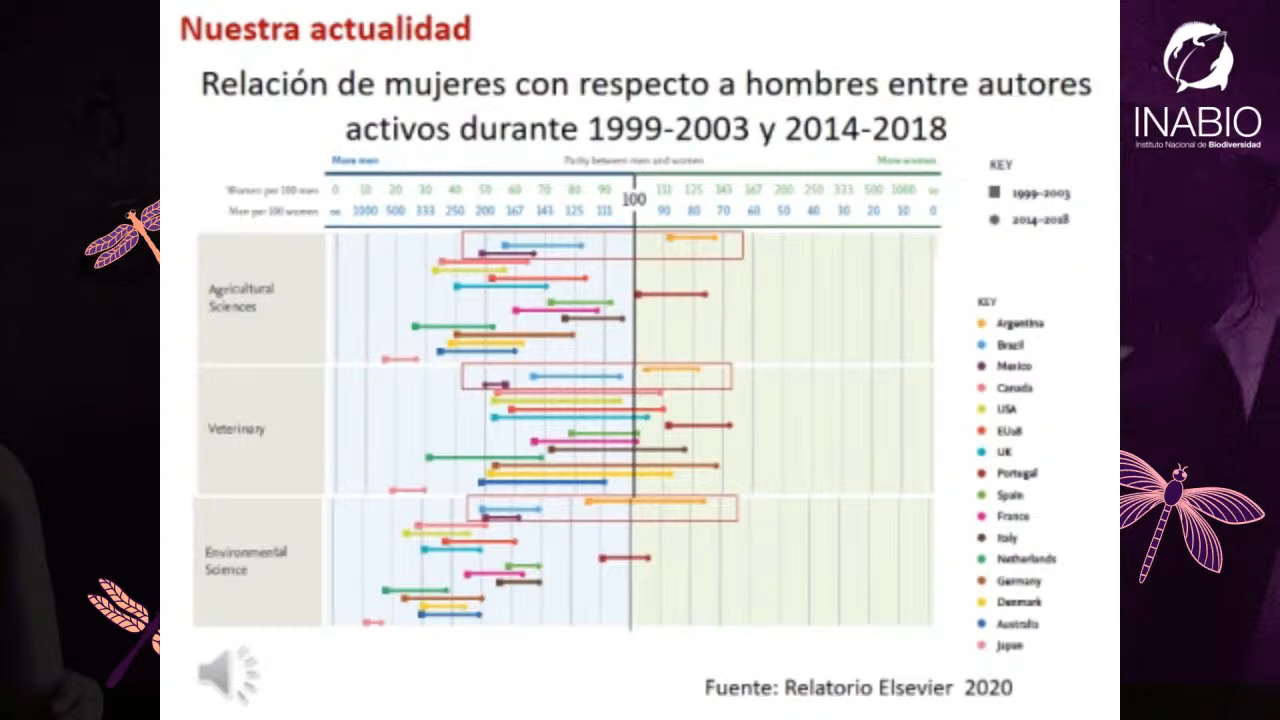 Nuestra actualidad
Relación de mujeres con respecto a hombres entre autores
activos durante 1999-2003 y 2014-2018
More men
Parity between men and women
More women
Women per 100 men 0 10 20 30 40 50 60 70 80 90 100 111 125 143 167 200 250 333 500 1000 ∞
Men per 100 women ∞ 1000 500 333 250 200 167 143 125 111 90 80 70 60 50 40 30 20 10 0
KEY
1999–2003
2014–2018
Agricultural
Sciences
Veterinary
Environmental
Science
KEY
Argentina
Brazil
Mexico
Canada
USA
EU28
UK
Portugal
Spain
France
Italy
Netherlands
Germany
Denmark
Australia
Japan
Fuente: Relatorio Elsevier 2020
INABIO
Instituto Nacional de Biodiversidad